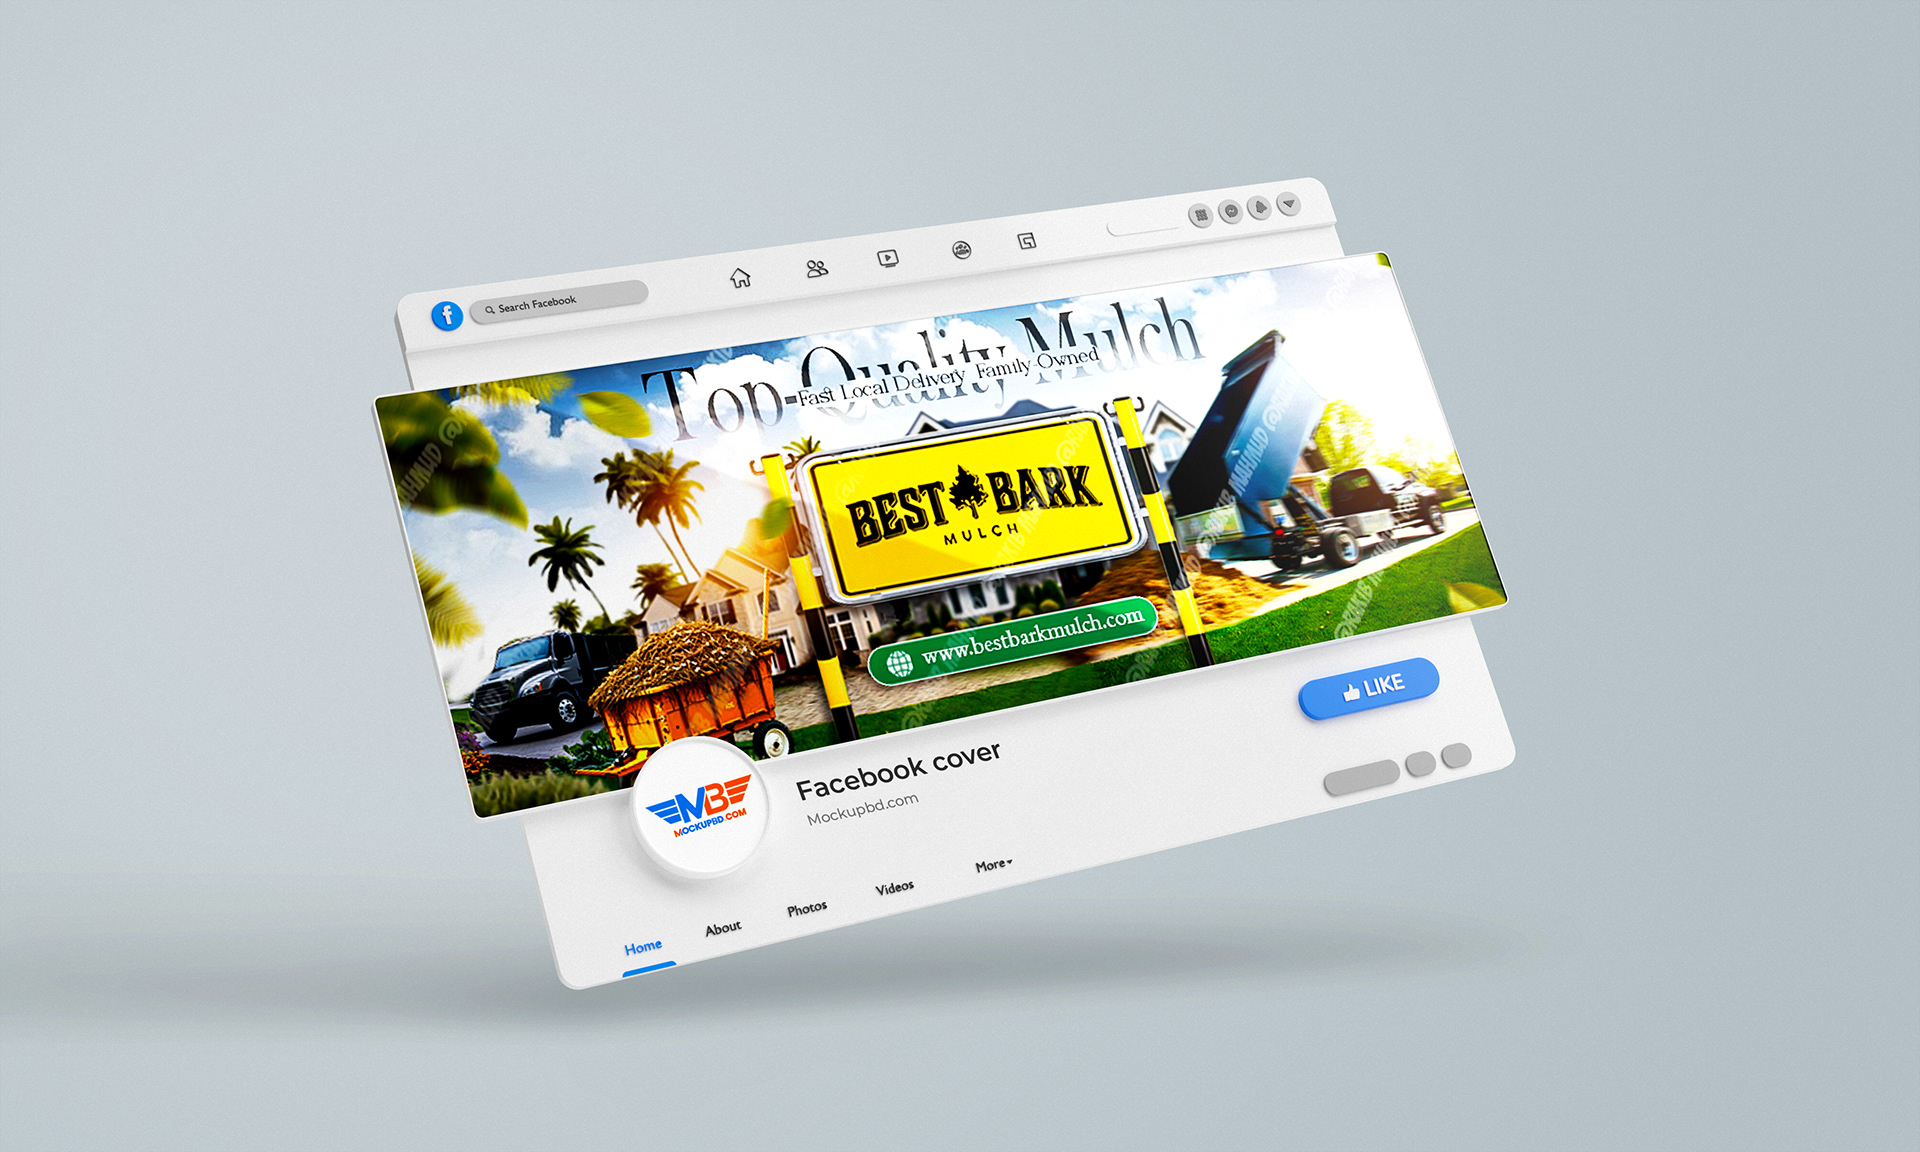 Search Facebook
Top-Quality Mulch
Fast Local Delivery Family-Owned
BEST BARK
MULCH
www.bestbarkmulch.com
LIKE
MB
MOCKUPBD.COM
Facebook cover
Mockupbd.com
Home
About
Photos
Videos
More